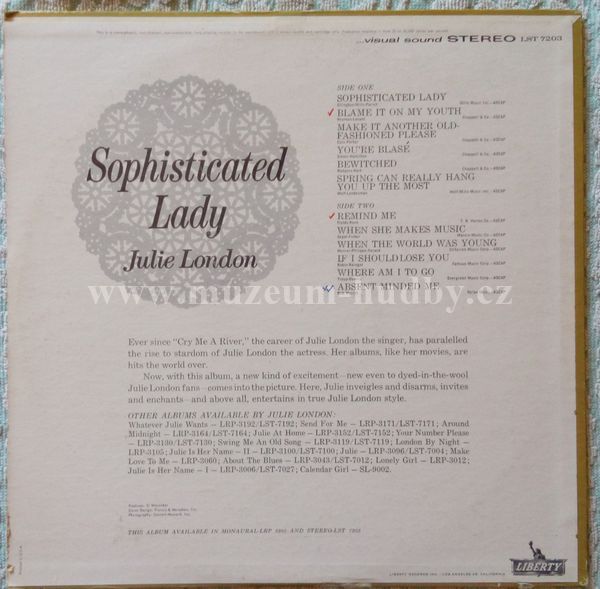 ...visual sound STEREO LST 7203
Sophisticated
Lady
Julie London
SIDE ONE
SOPHISTICATED LADY
BLAME IT ON MY YOUTH
MAKE IT ANOTHER OLD-
FASHIONED PLEASE
YOU'RE BLASÉ
BEWITCHED
SPRING CAN REALLY HANG
YOU UP THE MOST
SIDE TWO
REMIND ME
WHEN SHE MAKES MUSIC
WHEN THE WORLD WAS YOUNG
IF I SHOULD LOSE YOU
WHERE AM I TO GO
ABSENT MINDED ME
www.muzeum-hudby.cz
Ever since "Cry Me A River," the career of Julie London the singer, has paralelled
the rise to stardom of Julie London the actress. Her albums, like her movies, are
hits the world over.
Now, with this album, a new kind of excitement—new even to dyed-in-the-wool
Julie London fans—comes into the picture. Here, Julie inveigles and disarms, invites
and enchants—and above all, entertains in true Julie London style.
OTHER ALBUMS AVAILABLE BY JULIE LONDON:
Whatever Julie Wants – LRP-3192/LST-7192; Send For Me – LRP-3171/LST-7171; Around
Midnight – LRP-3164/LST-7164; Julie At Home – LRP-3152/LST-7152; Your Number Please
– LRP-3130/LST-7130; Swing Me An Old Song – LRP-3119/LST-7119; London By Night –
LRP-3105; Julie Is Her Name – II – LRP-3100/LST-7100; Julie – LRP-3096/LST-7004; Make
Love To Me – LRP-3060; About The Blues – LRP-3043/LST-7012; Lonely Girl – LRP-3012;
Julie Is Her Name – I – LRP-3006/LST-7027; Calendar Girl – SL-9002.
THIS ALBUM AVAILABLE IN MONAURAL-LRP 3203 AND STEREO-LST 7203
LIBERTY
LIBERTY RECORDS INC., LOS ANGELES 28, CALIFORNIA